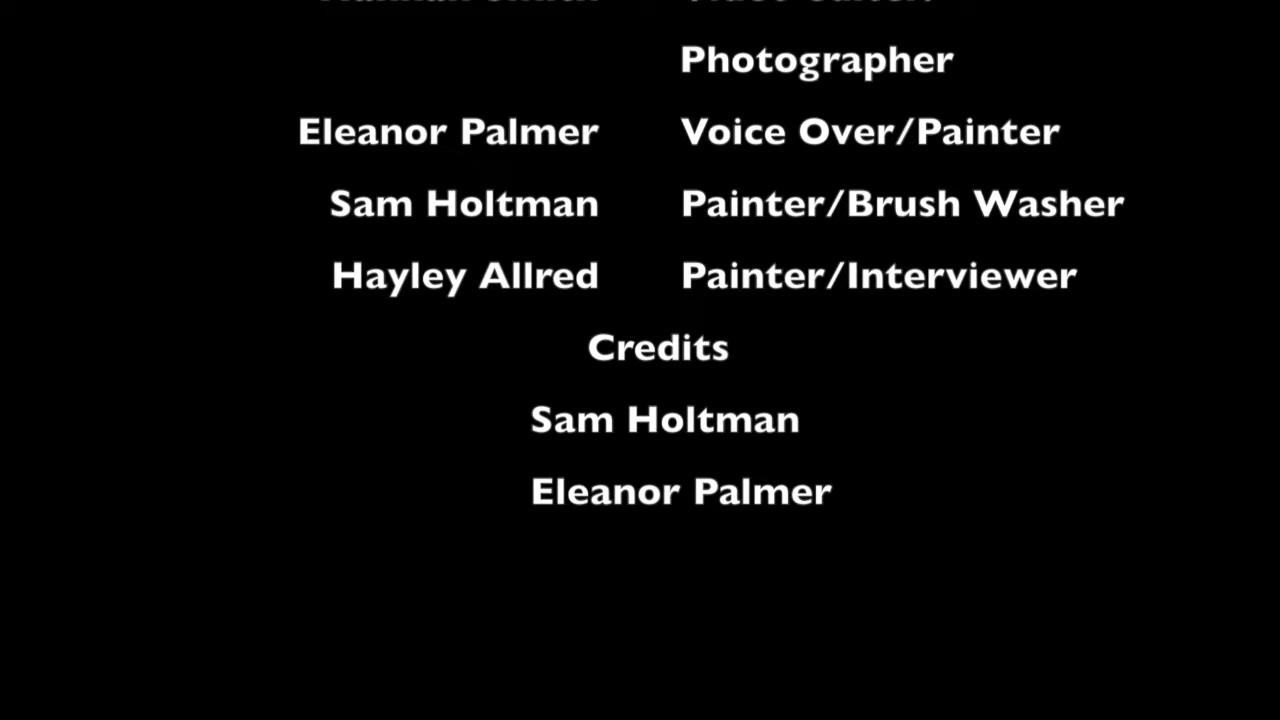 Photographer
Eleanor Palmer Voice Over/Painter
Sam Holtman Painter/Brush Washer
Hayley Allred Painter/Interviewer
Credits
Sam Holtman
Eleanor Palmer